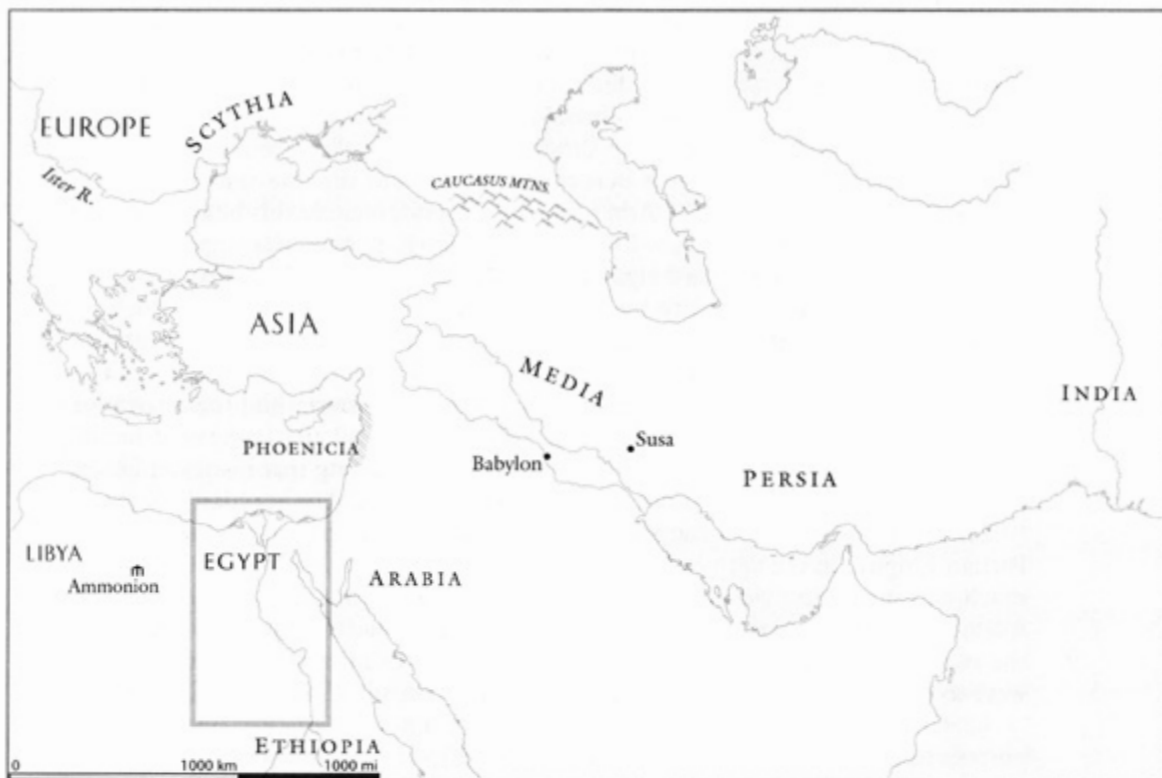 SCYTHIA
EUROPE
Ister R.
CAUCASUS MTNS.
ASIA
MEDIA
INDIA
PHOENICIA
Susa
Babylon
PERSIA
LIBYA
EGYPT
Ammonion
ARABIA
ETHIOPIA
0 1000 km 1000 mi